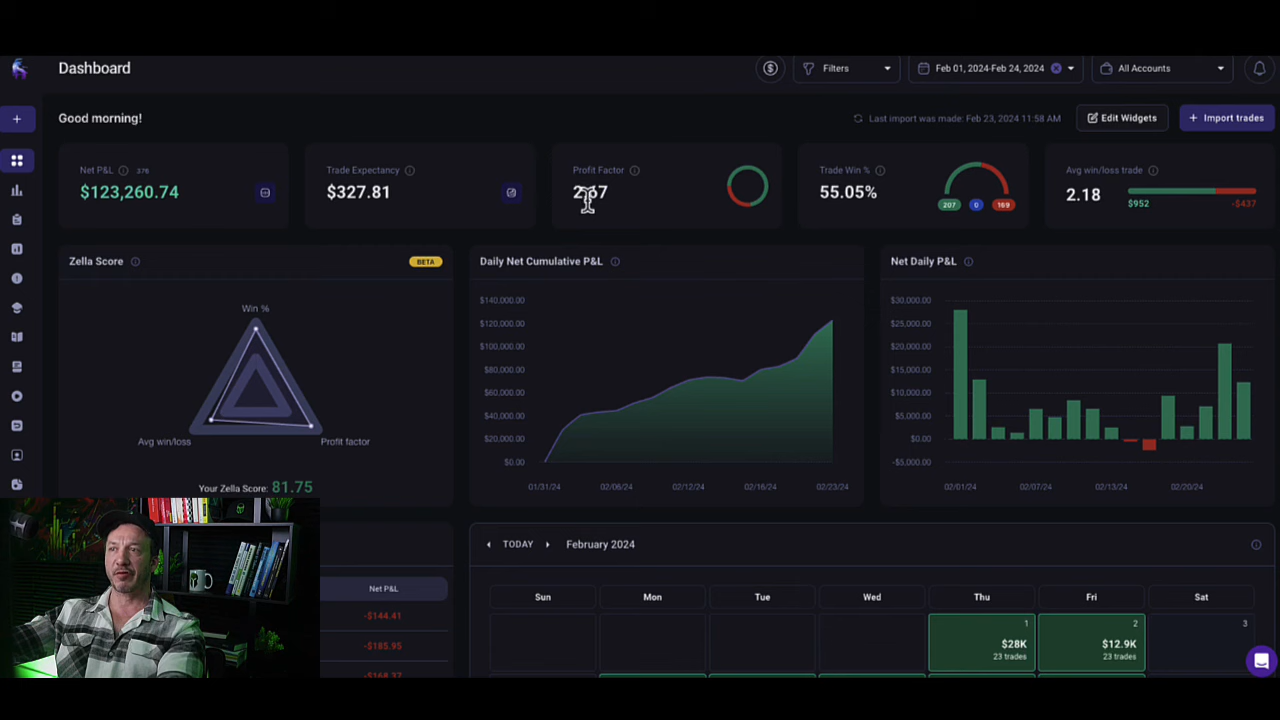 Dashboard
Filters
Feb 01, 2024-Feb 24, 2024
All Accounts
Good morning!
Last import was made: Feb 23, 2024 11:58 AM
Edit Widgets
+ Import trades
Net P&L 376
$123,260.74
Trade Expectancy
$327.81
Profit Factor
2.67
Trade Win %
55.05%
207 0 169
Avg win/loss trade
2.18
$952 -$437
Zella Score
BETA
Win %
Avg win/loss
Profit factor
Your Zella Score: 81.75
Daily Net Cumulative P&L
$140,000.00
$120,000.00
$100,000.00
$80,000.00
$60,000.00
$40,000.00
$20,000.00
$0.00
01/31/24 02/06/24 02/12/24 02/16/24 02/23/24
Net Daily P&L
$30,000.00
$25,000.00
$20,000.00
$15,000.00
$10,000.00
$5,000.00
$0.00
-$5,000.00
02/01/24 02/07/24 02/13/24 02/20/24
Net P&L
-$144.41
-$185.95
-$168.37
TODAY
February 2024
Sun Mon Tue Wed Thu Fri Sat
1
$28K
23 trades
2
$12.9K
23 trades
3